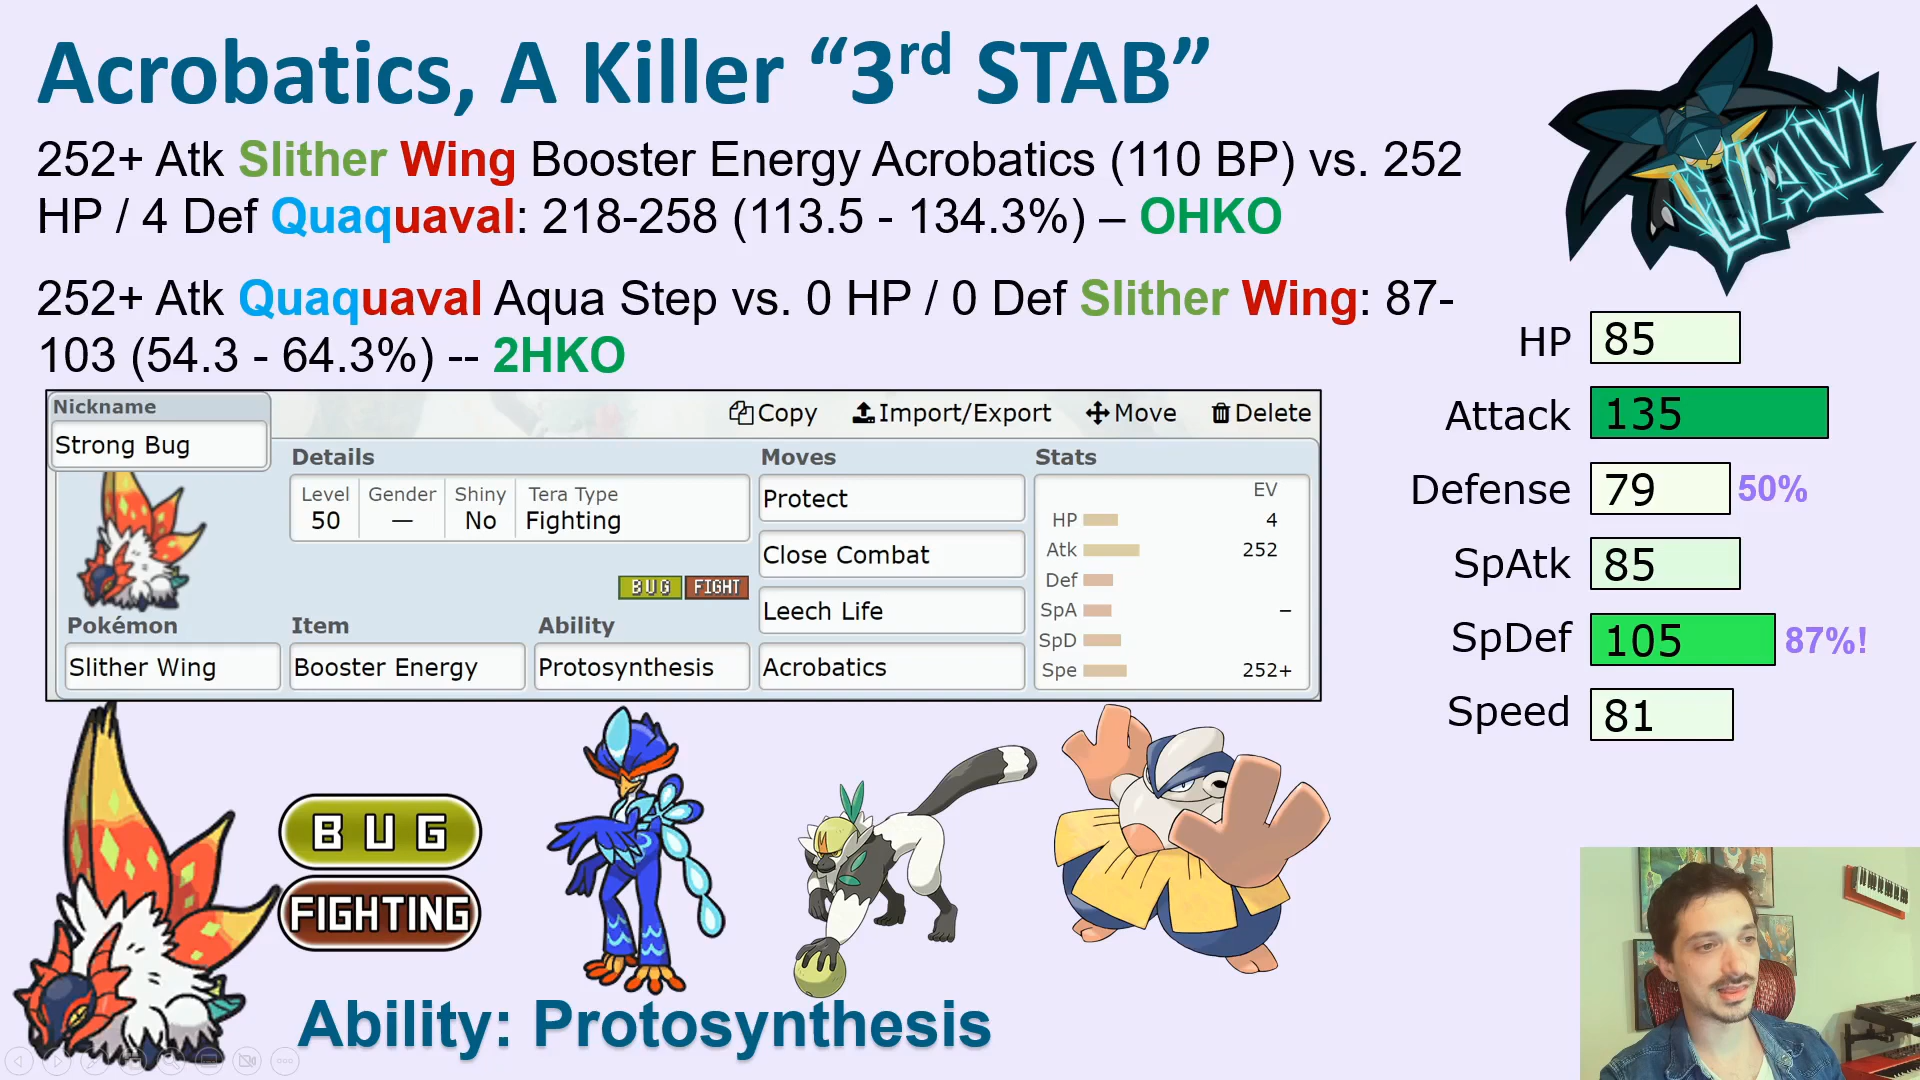 Acrobatics, A Killer “3rd STAB”
252+ Atk Slither Wing Booster Energy Acrobatics (110 BP) vs. 252
HP / 4 Def Quaquaval: 218-258 (113.5 - 134.3%) – OHKO
252+ Atk Quaquaval Aqua Step vs. 0 HP / 0 Def Slither Wing: 87-
103 (54.3 - 64.3%) -- 2HKO
VAV
HP 85
Attack 135
Defense 79 50%
SpAtk 85
SpDef 105 87%!
Speed 81
Nickname
Strong Bug
Copy Import/Export Move Delete
Details
Level Gender Shiny Tera Type
50 — No Fighting
BUG FIGHT
Pokémon Item Ability
Slither Wing Booster Energy Protosynthesis
Moves
Protect
Close Combat
Leech Life
Acrobatics
Stats
EV
HP 4
Atk 252
Def
SpA −
SpD
Spe 252+
BUG
FIGHTING
Ability: Protosynthesis